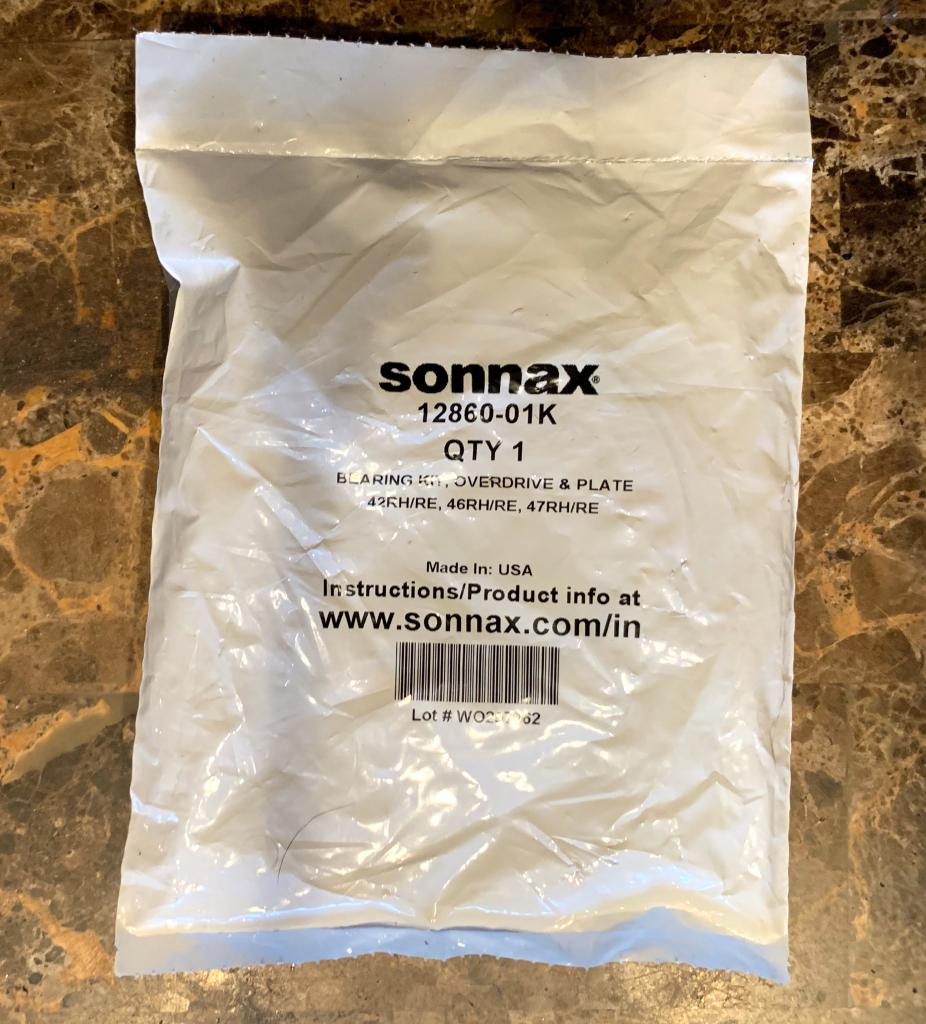 sonnax®
12860-01K
QTY 1
BEARING KIT, OVERDRIVE & PLATE
42RH/RE, 46RH/RE, 47RH/RE
Made In: USA
Instructions/Product info at
www.sonnax.com/in
Lot #